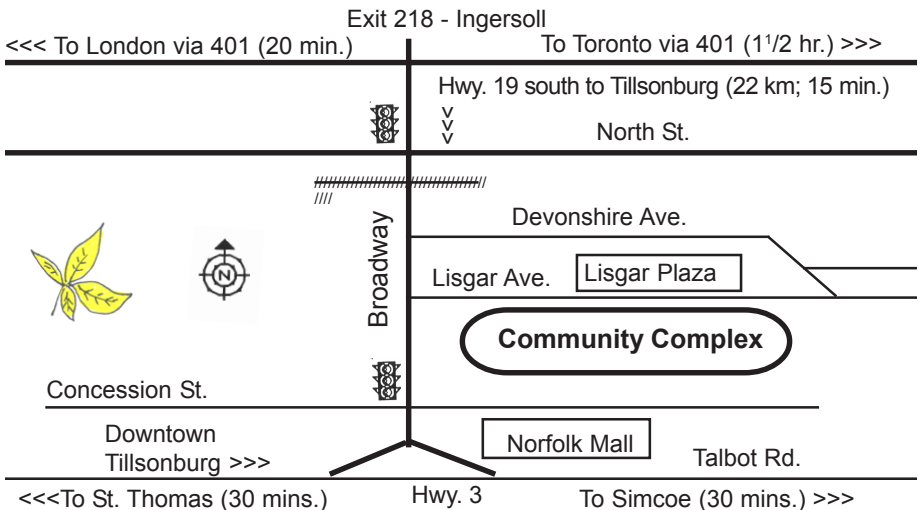 Exit 218 - Ingersoll
<<< To London via 401 (20 min.)
To Toronto via 401 (1¹/2 hr.) >>>
Hwy. 19 south to Tillsonburg (22 km; 15 min.)
North St.
Devonshire Ave.
Broadway
Lisgar Ave.
Lisgar Plaza
N
Community Complex
Concession St.
Downtown
Tillsonburg >>>
Norfolk Mall
Talbot Rd.
<<<To St. Thomas (30 mins.)
Hwy. 3
To Simcoe (30 mins.) >>>